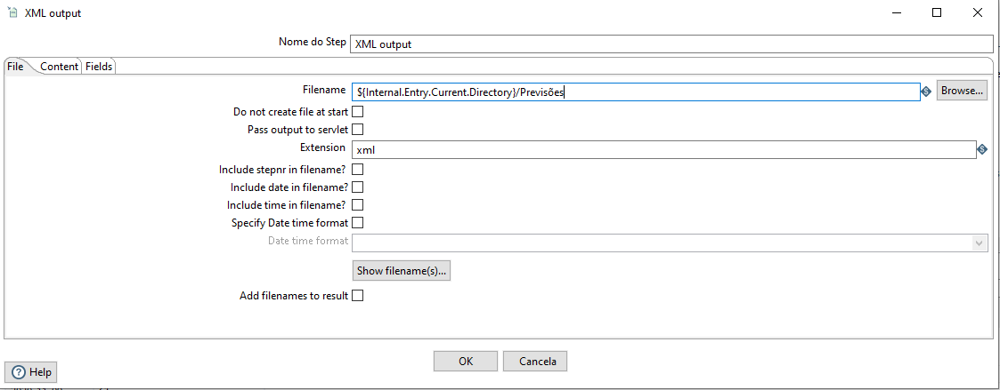 XML output
Nome do Step XML output
File Content Fields
Filename ${Internal.Entry.Current.Directory}/Previsões Browse...
Do not create file at start
Pass output to servlet
Extension xml
Include stepnr in filename?
Include date in filename?
Include time in filename?
Specify Date time format
Date time format
Show filename(s)...
Add filenames to result
OK Cancela
Help